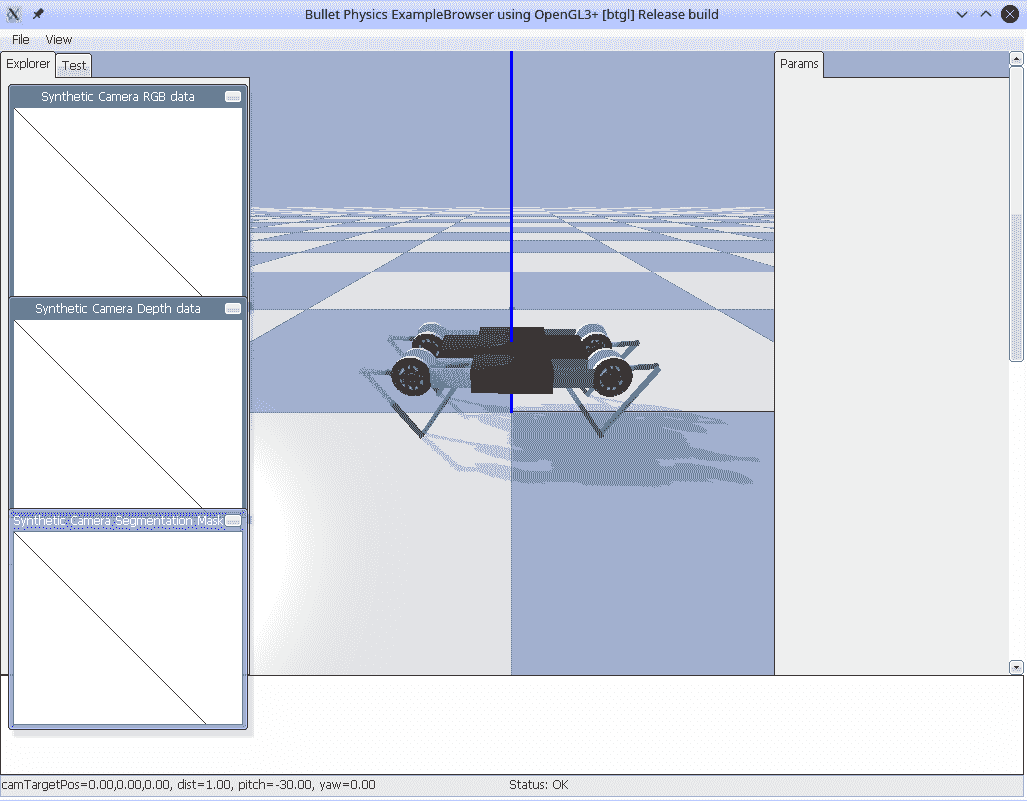 Bullet Physics ExampleBrowser using OpenGL3+ [btgl] Release build
File View
Explorer Test Params
Synthetic Camera RGB data
Synthetic Camera Depth data
Synthetic Camera Segmentation Mask
camTargetPos=0.00,0.00,0.00, dist=1.00, pitch=-30.00, yaw=0.00 Status: OK